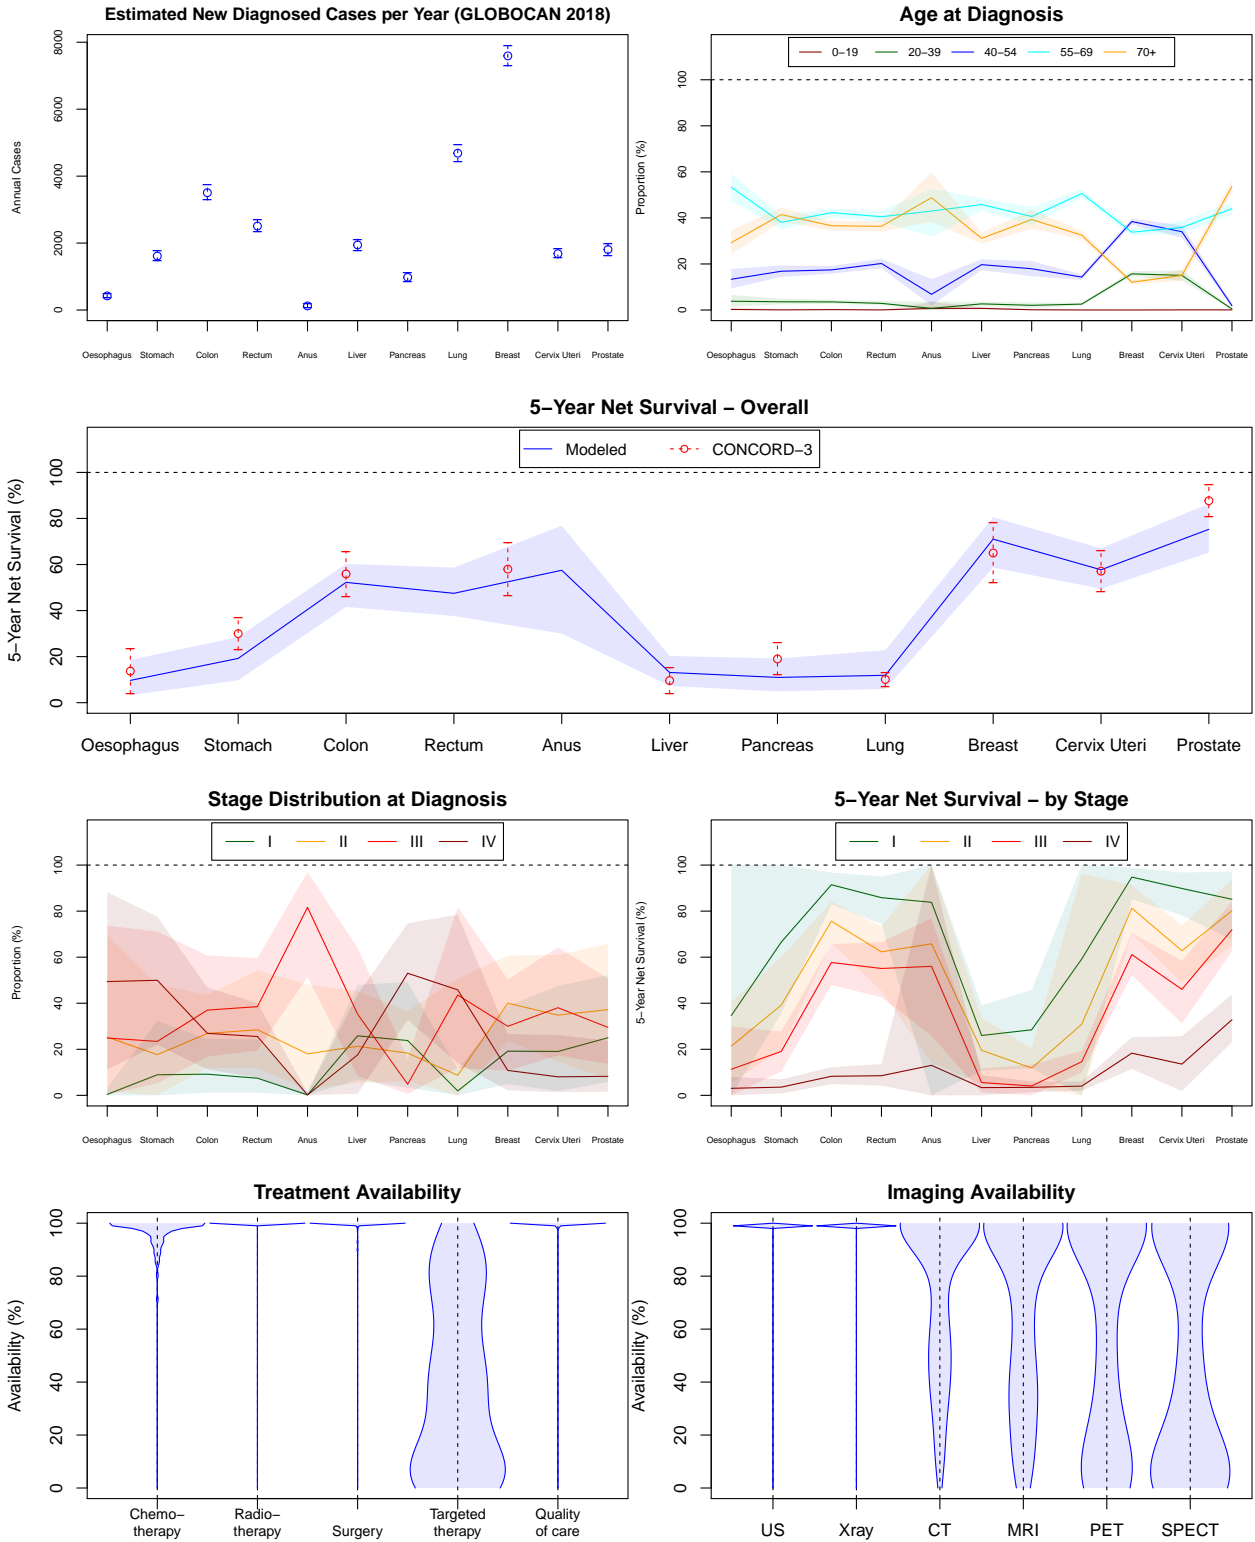 Estimated New Diagnosed Cases per Year (GLOBOCAN 2018)
Annual Cases
8000
6000
4000
2000
0
Oesophagus Stomach Colon Rectum Anus Liver Pancreas Lung Breast Cervix Uteri Prostate
Age at Diagnosis
0−19 20−39 40−54 55−69 70+
Proportion (%)
100
80
60
40
20
0
Oesophagus Stomach Colon Rectum Anus Liver Pancreas Lung Breast Cervix Uteri Prostate
5−Year Net Survival − Overall
Modeled CONCORD−3
5−Year Net Survival (%)
100
80
60
40
20
0
Oesophagus Stomach Colon Rectum Anus Liver Pancreas Lung Breast Cervix Uteri Prostate
Stage Distribution at Diagnosis
I II III IV
Proportion (%)
100
80
60
40
20
0
Oesophagus Stomach Colon Rectum Anus Liver Pancreas Lung Breast Cervix Uteri Prostate
5−Year Net Survival − by Stage
I II III IV
5−Year Net Survival (%)
100
80
60
40
20
0
Oesophagus Stomach Colon Rectum Anus Liver Pancreas Lung Breast Cervix Uteri Prostate
Treatment Availability
Availability (%)
100
80
60
40
20
0
Chemo− Radio− Targeted Quality
therapy therapy Surgery therapy of care
Imaging Availability
Availability (%)
100
80
60
40
20
0
US Xray CT MRI PET SPECT